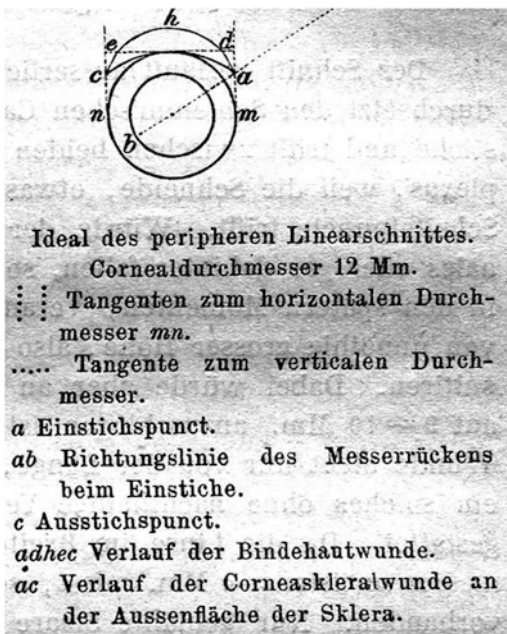 h
e d
c a
n m
b
Ideal des peripheren Linearschnittes.
Cornealdurchmesser 12 Mm.
Tangenten zum horizontalen Durch-
messer mn.
..... Tangente zum verticalen Durch-
messer.
a Einstichspunct.
ab Richtungslinie des Messerrückens
beim Einstiche.
c Ausstichspunct.
adhec Verlauf der Bindehautwunde.
ac Verlauf der Corneaskleralwunde an
der Aussenfläche der Sklera.